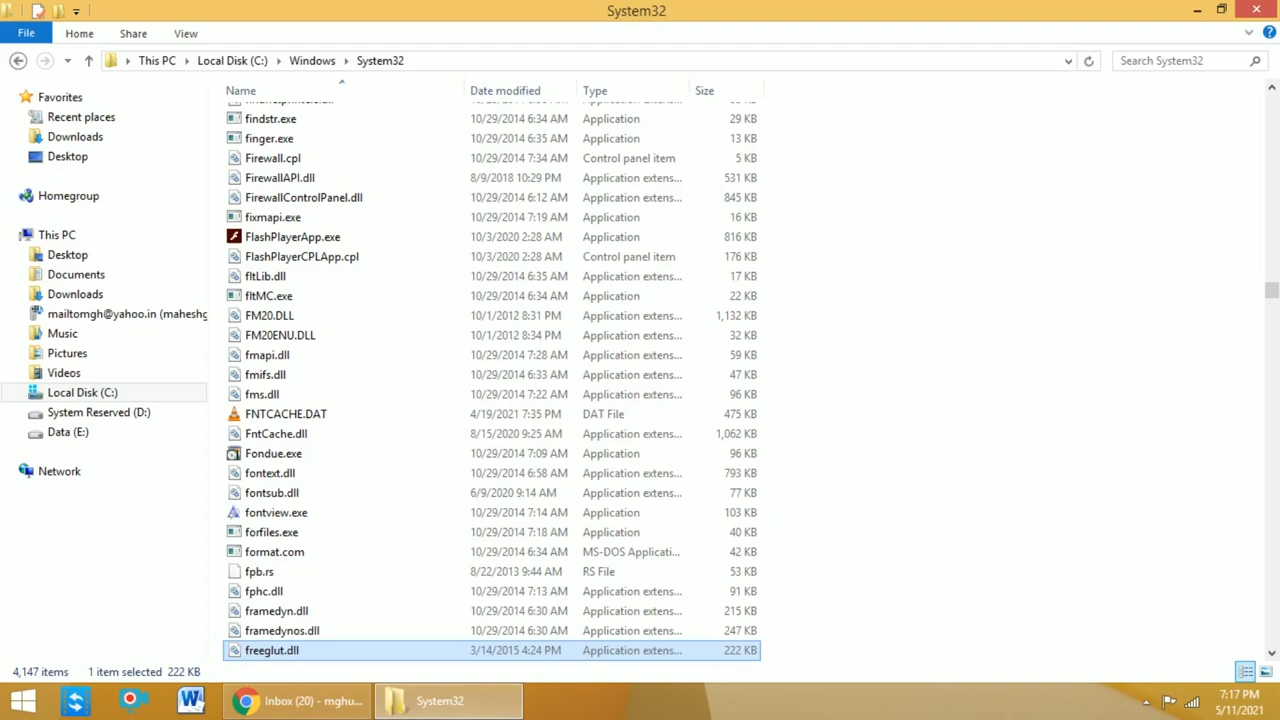 System32
File Home Share View
This PC Local Disk (C:) Windows System32 Search System32
Name Date modified Type Size
findstr.exe 10/29/2014 6:34 AM Application 29 KB
finger.exe 10/29/2014 6:35 AM Application 13 KB
Firewall.cpl 10/29/2014 7:34 AM Control panel item 5 KB
FirewallAPI.dll 8/9/2018 10:29 PM Application extens... 531 KB
FirewallControlPanel.dll 10/29/2014 6:12 AM Application extens... 845 KB
fixmapi.exe 10/29/2014 7:19 AM Application 16 KB
FlashPlayerApp.exe 10/3/2020 2:28 AM Application 816 KB
FlashPlayerCPLApp.cpl 10/3/2020 2:28 AM Control panel item 176 KB
fltLib.dll 10/29/2014 6:35 AM Application extens... 17 KB
fltMC.exe 10/29/2014 6:34 AM Application 22 KB
FM20.DLL 10/1/2012 8:31 PM Application extens... 1,132 KB
FM20ENU.DLL 10/1/2012 8:34 PM Application extens... 32 KB
fmapi.dll 10/29/2014 7:28 AM Application extens... 59 KB
fmifs.dll 10/29/2014 6:33 AM Application extens... 47 KB
fms.dll 10/29/2014 7:22 AM Application extens... 96 KB
FNTCACHE.DAT 4/19/2021 7:35 PM DAT File 475 KB
FntCache.dll 8/15/2020 9:25 AM Application extens... 1,062 KB
Fondue.exe 10/29/2014 7:09 AM Application 96 KB
fontext.dll 10/29/2014 6:58 AM Application extens... 793 KB
fontsub.dll 6/9/2020 9:14 AM Application extens... 77 KB
fontview.exe 10/29/2014 7:14 AM Application 103 KB
forfiles.exe 10/29/2014 7:18 AM Application 40 KB
format.com 10/29/2014 6:34 AM MS-DOS Applicati... 42 KB
fpb.rs 8/22/2013 9:44 AM RS File 53 KB
fphc.dll 10/29/2014 7:13 AM Application extens... 91 KB
framedyn.dll 10/29/2014 6:30 AM Application extens... 215 KB
framedynos.dll 10/29/2014 6:30 AM Application extens... 247 KB
freeglut.dll 3/14/2015 4:24 PM Application extens... 222 KB
Favorites
Recent places
Downloads
Desktop
Homegroup
This PC
Desktop
Documents
Downloads
mailtomgh@yahoo.in (maheshg
Music
Pictures
Videos
Local Disk (C:)
System Reserved (D:)
Data (E:)
Network
4,147 items 1 item selected 222 KB
Inbox (20) - mghu... System32
7:17 PM
5/11/2021